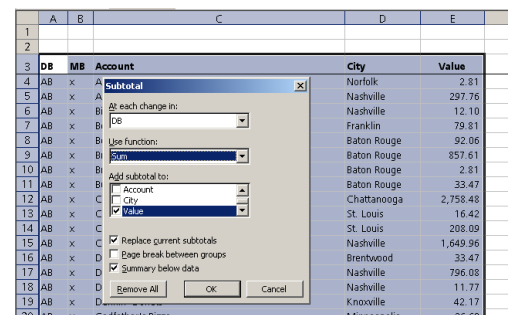 A B C D E
1
2
3 DB MB Account City Value
4 AB x A Norfolk 2.81
5 AB x A Nashville 297.76
6 AB x Bi Nashville 12.10
7 AB x Franklin 79.81
8 AB x Baton Rouge 92.06
9 AB x Baton Rouge 857.61
10 AB x Baton Rouge 2.81
11 AB x Baton Rouge 33.47
12 AB x C Chattanooga 2,758.48
13 AB x C St. Louis 16.42
14 AB x C St. Louis 208.09
15 AB x C Nashville 1,649.96
16 AB x D Brentwood 33.47
17 AB x D Nashville 796.08
18 AB x D Nashville 11.77
19 AB x Knoxville 42.17
Subtotal
At each change in:
DB
Use function:
Sum
Add subtotal to:
Account
City
Value
Replace current subtotals
Page break between groups
Summary below data
Remove All OK Cancel